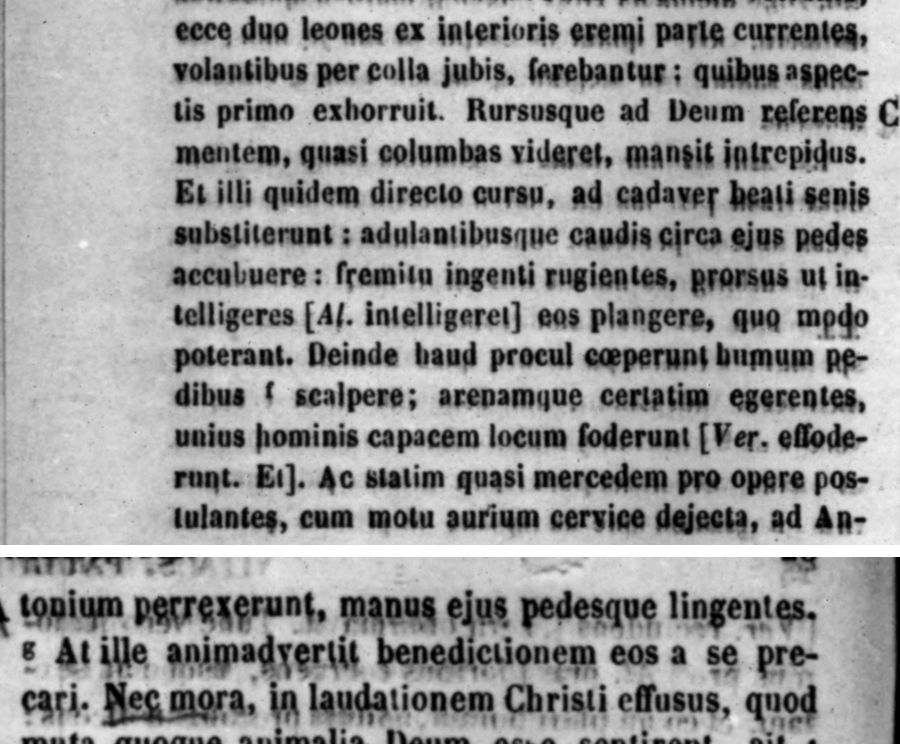 ecce duo leones ex interioris eremi parte currentes,
volantibus per colla jubis, ferebantur : quibus aspec-
tis primo exhorruit. Rursusque ad Deum referens C
mentem, quasi columbas videret, mansit intrepidus.
Et illi quidem directo cursu, ad cadaver beati senis
substiterunt : adulantibusque caudis circa ejus pedes
accubuere : fremitu ingenti rugientes, prorsus ut in-
telligeres [Al. intelligeret] eos plangere, quo modo
poterant. Deinde haud procul cœperunt humum pe-
dibus f scalpere; arenamque certatim egerentes,
unius hominis capacem locum foderunt [Ver. effode-
runt. Et]. Ac statim quasi mercedem pro opere pos-
tulantes, cum motu aurium cervice dejecta, ad An-
tonium perrexerunt, manus ejus pedesque lingentes.
g At ille animadvertit benedictionem eos a se pre-
cari. Nec mora, in laudationem Christi effusus, quod
muta quoque animalia Deum